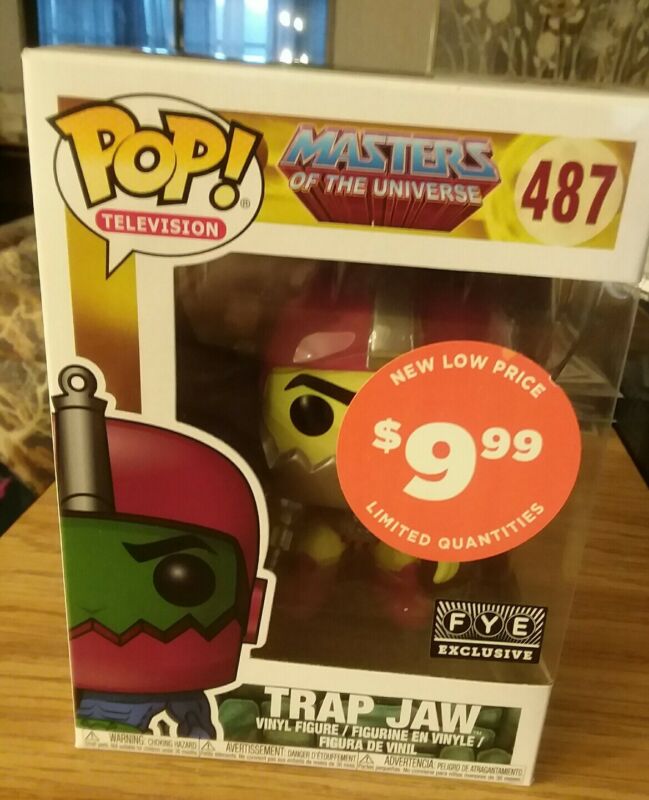 POP!®
TELEVISION
MASTERS
OF THE UNIVERSE
487
NEW LOW PRICE
$9.99
LIMITED QUANTITIES
FYE
EXCLUSIVE
TRAP JAW™
VINYL FIGURE / FIGURINE EN VINYLE /
FIGURA DE VINIL
WARNING: CHOKING HAZARD
AVERTISSEMENT: DANGER D'ÉTOUFFEMENT
ADVERTENCIA: PELIGRO DE ATRAGANTAMIENTO